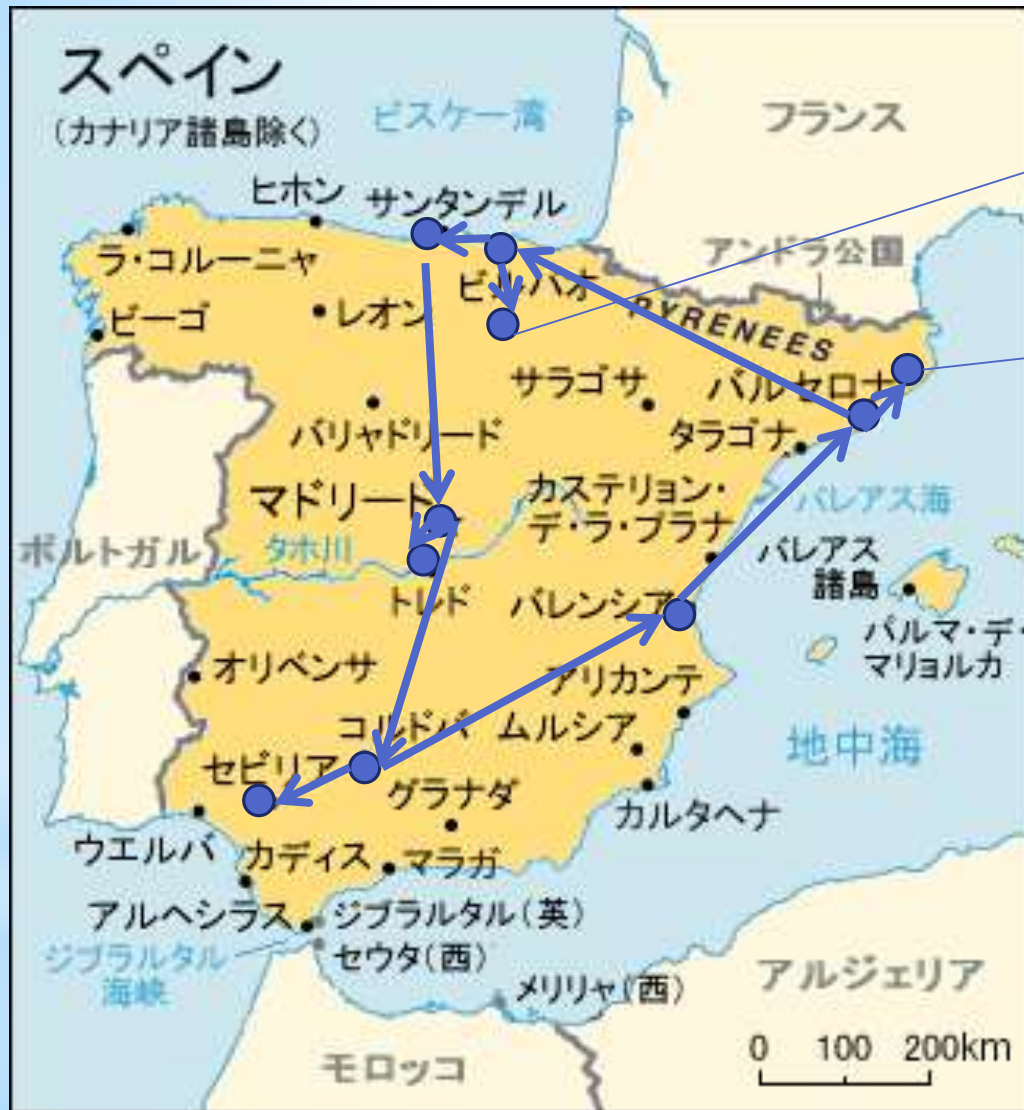 スペイン
(カナリア諸島除く)
ビスケー湾
フランス
ヒホン
サンタンデル
ラ・コルーニャ
ビルバオ
アンドラ公国
ビーゴ
レオン
PYRENEES
サラゴサ
バルセロナ
バリャドリード
タラゴナ
マドリード
カステリョン・
デ・ラ・プラナ
バレアス海
ポルトガル
タホ川
バレアス
諸島
トレド
バレンシア
パルマ・デ・
マリョルカ
オリベンサ
アリカンテ
コルドバ
ムルシア
地中海
セビリア
グラナダ
カルタヘナ
ウエルバ
カディス
マラガ
アルヘシラス
ジブラルタル(英)
ジブラルタル
海峡
セウタ(西)
メリリャ(西)
アルジェリア
モロッコ
0 100 200km